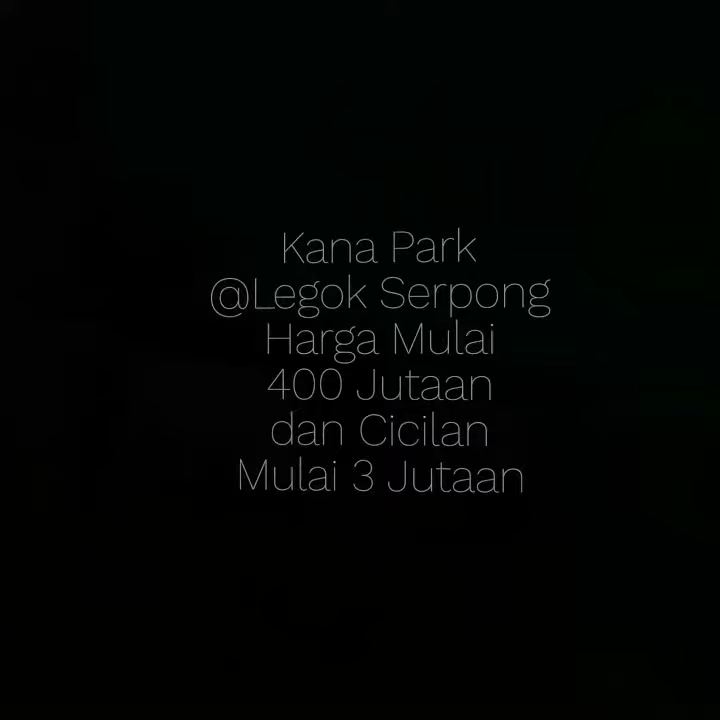 Kana Park
@Legok Serpong
Harga Mulai
400 Jutaan
dan Cicilan
Mulai 3 Jutaan